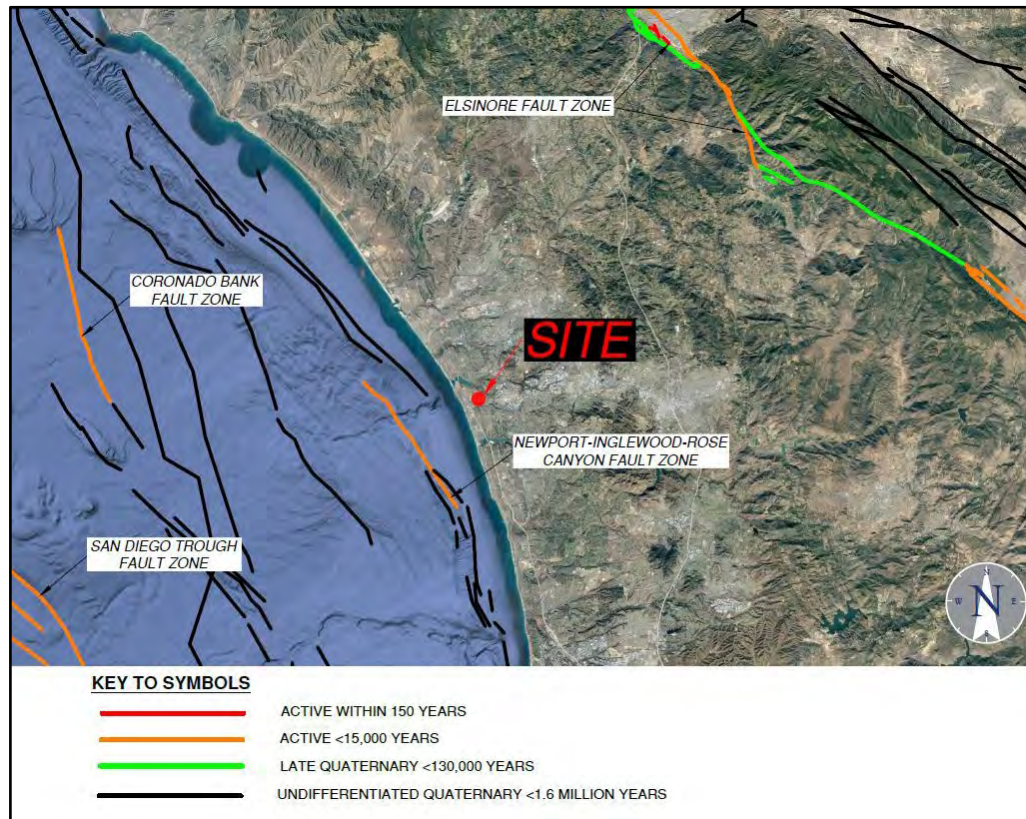 ELSINORE FAULT ZONE
CORONADO BANK
FAULT ZONE
SITE
NEWPORT-INGLEWOOD-ROSE
CANYON FAULT ZONE
SAN DIEGO TROUGH
FAULT ZONE
N
W N E
S
KEY TO SYMBOLS
ACTIVE WITHIN 150 YEARS
ACTIVE <15,000 YEARS
LATE QUATERNARY <130,000 YEARS
UNDIFFERENTIATED QUATERNARY <1.6 MILLION YEARS